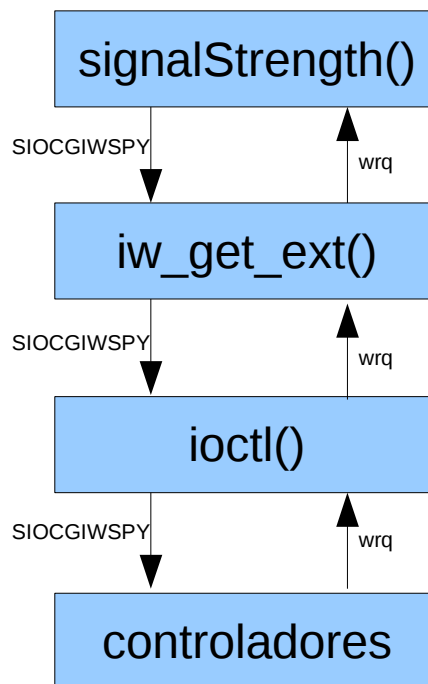 signalStrength()
SIOCGIWSPY
wrq
iw_get_ext()
SIOCGIWSPY
wrq
ioctl()
SIOCGIWSPY
wrq
controladores